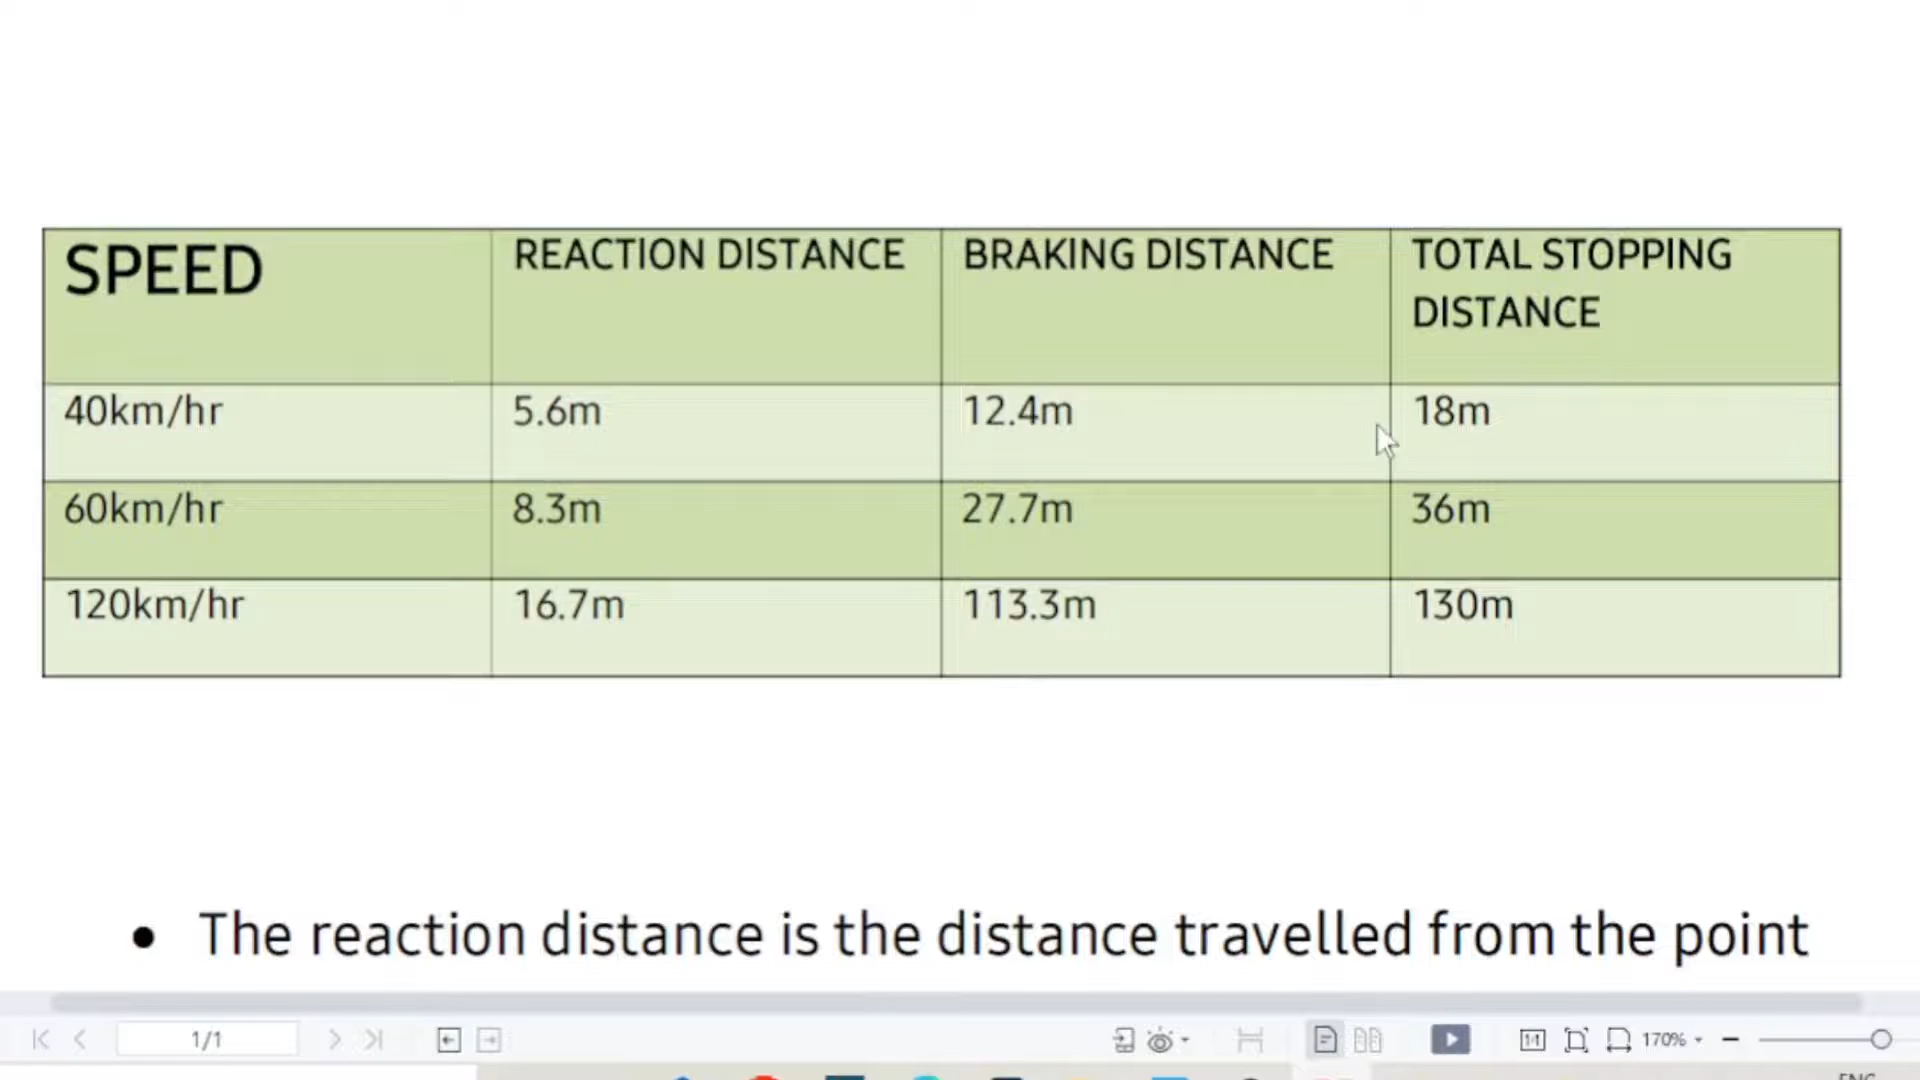 SPEED REACTION DISTANCE BRAKING DISTANCE TOTAL STOPPING
DISTANCE
40km/hr 5.6m 12.4m 18m
60km/hr 8.3m 27.7m 36m
120km/hr 16.7m 113.3m 130m
• The reaction distance is the distance travelled from the point
1/1 170%